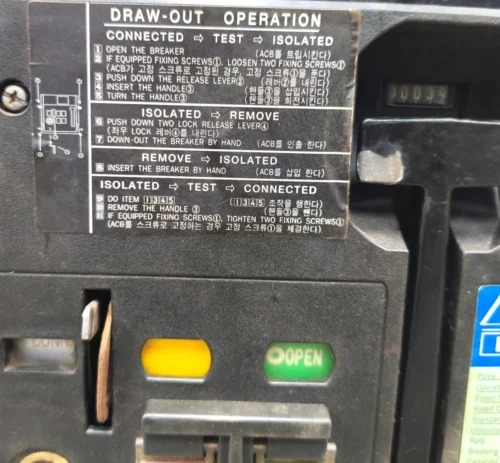 DRAW-OUT OPERATION
CONNECTED ⇨ TEST ⇨ ISOLATED
1 OPEN THE BREAKER (ACB를 트립시킨다)
2 IF EQUIPPED FIXING SCREWS①, LOOSEN TWO FIXING SCREWS①
(ACB가 고정 스크류로 고정된 경우, 고정 스크류①을 푼다)
3 PUSH DOWN THE RELEASE LEVER② (레버②를 내린다)
4 INSERT THE HANDLE③ (핸들③을 삽입시킨다)
5 TURN THE HANDLE③ (핸들③을 회전시킨다)
ISOLATED ⇨ REMOVE
6 PUSH DOWN TWO LOCK RELEASE LEVER④
(좌우 LOCK 레버④를 내린다)
7 DOWN-OUT THE BREAKER BY HAND (ACB를 인출 한다)
REMOVE ⇨ ISOLATED
8 INSERT THE BREAKER BY HAND (ACB를 삽입 한다)
ISOLATED ⇨ TEST ⇨ CONNECTED
9 DO ITEM 1 3 4 5 (1 3 4 5 조작을 행한다)
10 REMOVE THE HANDLE ③ (핸들③을 뺀다)
11 IF EQUIPPED FIXING SCREWS①, TIGHTEN TWO FIXING SCREWS①
(ACB를 스크류로 고정하는 경우 고정 스크류①을 체결한다)
00039
CONN
OPEN